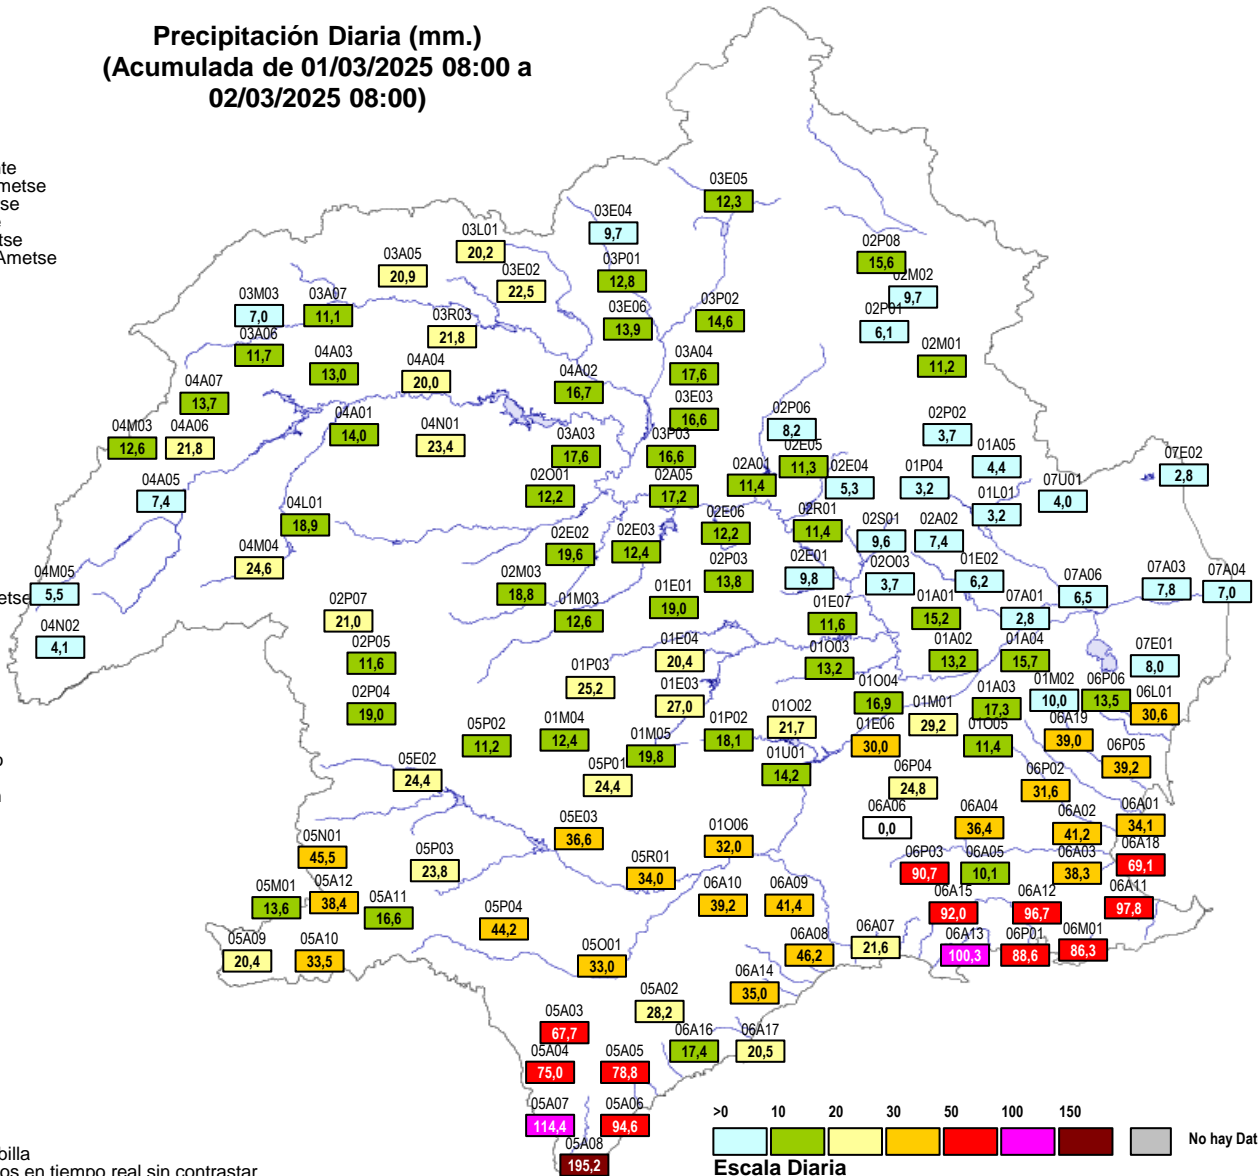 Precipitación Diaria (mm.)
(Acumulada de 01/03/2025 08:00 a
02/03/2025 08:00)
nte
metse
se
e
tse
Ametse
03E05
12,3
03E04
9,7
03L01
20,2
03A05
20,9
03E02
22,5
03P01
12,8
02P08
15,6
02M02
9,7
03M03
7,0
03A07
11,1
03R03
21,8
03E06
13,9
03P02
14,6
02P01
6,1
03A06
11,7
04A03
13,0
04A04
20,0
04A02
16,7
03A04
17,6
02M01
11,2
04A07
13,7
04A01
14,0
03E03
16,6
02P06
8,2
02P02
3,7
04M03
12,6
04A06
21,8
04N01
23,4
03A03
17,6
03P03
16,6
02E05
11,3
01A05
4,4
07E02
2,8
04A05
7,4
02O01
12,2
02A05
17,2
02A01
11,4
02E04
5,3
01P04
3,2
07U01
4,0
01L01
3,2
04L01
18,9
02E06
12,2
02R01
11,4
02S01
9,6
02A02
7,4
04M04
24,6
02E02
19,6
02E03
12,4
02P03
13,8
02E01
9,8
02O03
3,7
01E02
6,2
04M05
5,5
etse
02M03
18,8
01E01
19,0
07A06
6,5
07A03
7,8
07A04
7,0
04N02
4,1
02P07
21,0
01M03
12,6
01E07
11,6
01A01
15,2
07A01
2,8
02P05
11,6
01E04
20,4
01O03
13,2
01A02
13,2
01A04
15,7
07E01
8,0
01P03
25,2
01E03
27,0
01O04
16,9
01M02
10,0
06P06
13,5
06L01
30,6
02P04
19,0
01O02
21,7
01M01
29,2
01A03
17,3
05P02
11,2
01M04
12,4
01M05
19,8
01P02
18,1
01E06
30,0
01O05
11,4
06A19
39,0
06P05
39,2
o
05E02
24,4
05P01
24,4
01U01
14,2
06P04
24,8
06P02
31,6
05E03
36,6
01O06
32,0
06A06
0,0
06A04
36,4
06A02
41,2
06A01
34,1
05N01
45,5
05P03
23,8
05R01
34,0
06P03
90,7
06A05
10,1
06A03
38,3
06A18
69,1
05M01
13,6
05A12
38,4
05A11
16,6
06A10
39,2
06A09
41,4
06A15
92,0
06A12
96,7
06A11
97,8
05P04
44,2
05A09
20,4
05A10
33,5
05O01
33,0
06A08
46,2
06A07
21,6
06A13
100,3
06P01
88,6
06M01
86,3
06A14
35,0
05A02
28,2
05A03
67,7
06A16
17,4
06A17
20,5
05A04
75,0
05A05
78,8
05A07
114,4
05A06
94,6
05A08
195,2
>0 10 20 30 50 100 150
No hay Dat
Escala Diaria
billa
os en tiempo real sin contrastar